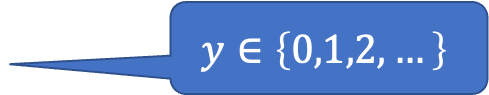 y ∈ {0,1,2, … }